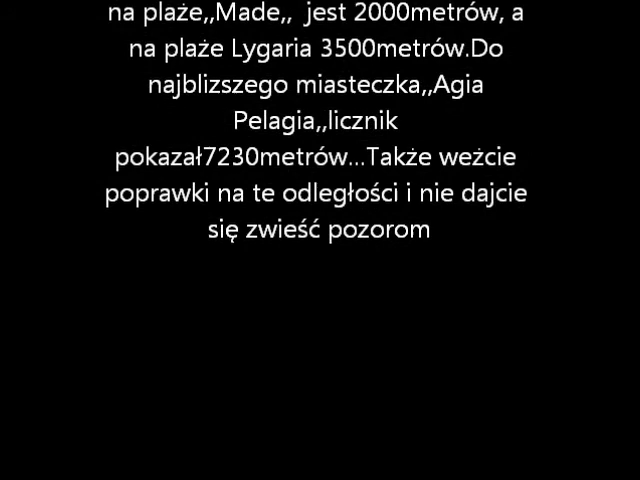 na plaże,,Made,,  jest 2000metrów, a
na plaże Lygaria 3500metrów.Do
najblizszego miasteczka,,Agia
Pelagia,,licznik
pokazał7230metrów...Także weżcie
poprawki na te odległości i nie dajcie
się zwieść pozorom